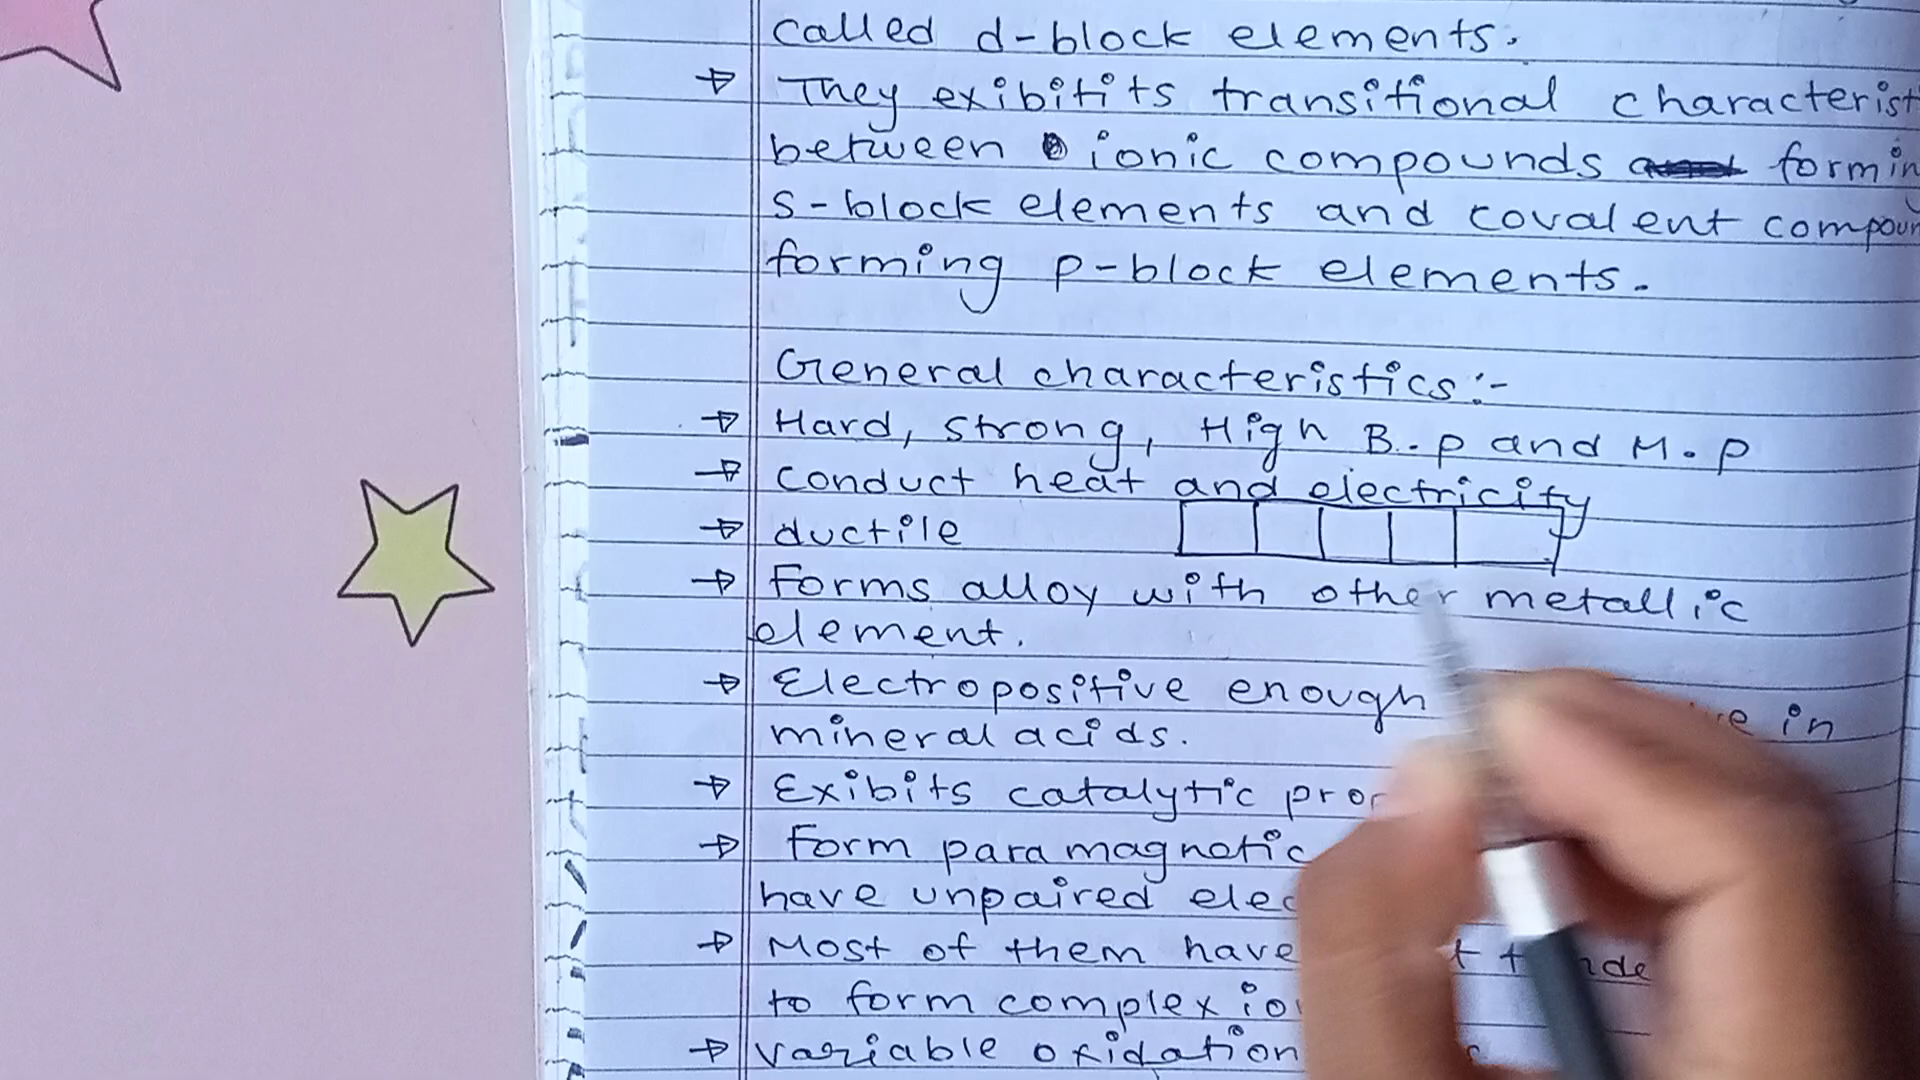 called d-block elements.
They exibitits transitional characterist
between ionic compounds formin
s-block elements and covalent compoun
forming p-block elements.
General characteristics:-
Hard, strong, High B.p and M.p
conduct heat and electricity
ductile
Forms alloy with other metallic
element.
Electropositive enough in
mineral acids.
Exibits catalytic prop
Form paramagnetic
have unpaired elec
Most of them have
to form complex io
variable oxidation